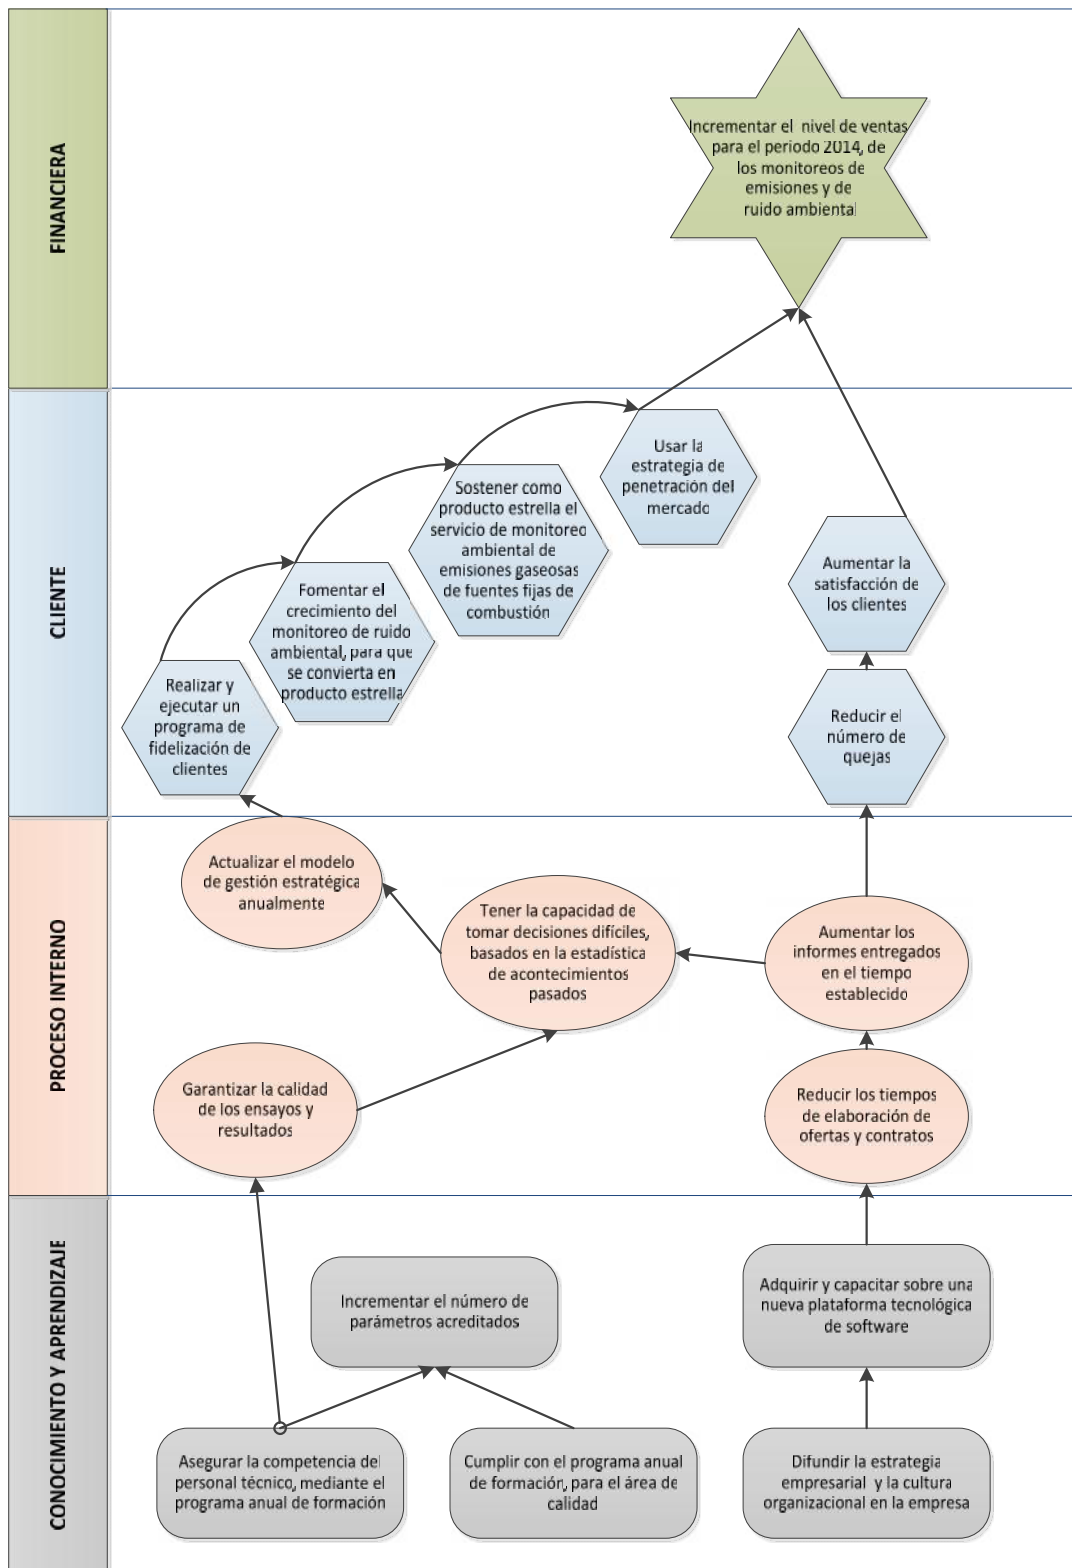 FINANCIERA
Incrementar el nivel de ventas
para el periodo 2014, de
los monitoreos de
emisiones y de
ruido ambiental
CLIENTE
Usar la
estrategia de
penetración del
mercado
Sostener como
producto estrella el
servicio de monitoreo
ambiental de
emisiones gaseosas
de fuentes fijas de
combustión
Aumentar la
satisfacción de
los clientes
Fomentar el
crecimiento del
monitoreo de ruido
ambiental, para que
se convierta en
producto estrella
Realizar y
ejecutar un
programa de
fidelización de
clientes
Reducir el
número de
quejas
PROCESO INTERNO
Actualizar el modelo
de gestión estratégica
anualmente
Tener la capacidad de
tomar decisiones difíciles,
basados en la estadística
de acontecimientos
pasados
Aumentar los
informes entregados
en el tiempo
establecido
Garantizar la calidad
de los ensayos y
resultados
Reducir los tiempos
de elaboración de
ofertas y contratos
CONOCIMIENTO Y APRENDIZAJE
Incrementar el número de
parámetros acreditados
Adquirir y capacitar sobre una
nueva plataforma tecnológica
de software
Asegurar la competencia del
personal técnico, mediante el
programa anual de formación
Cumplir con el programa anual
de formación, para el área de
calidad
Difundir la estrategia
empresarial y la cultura
organizacional en la empresa